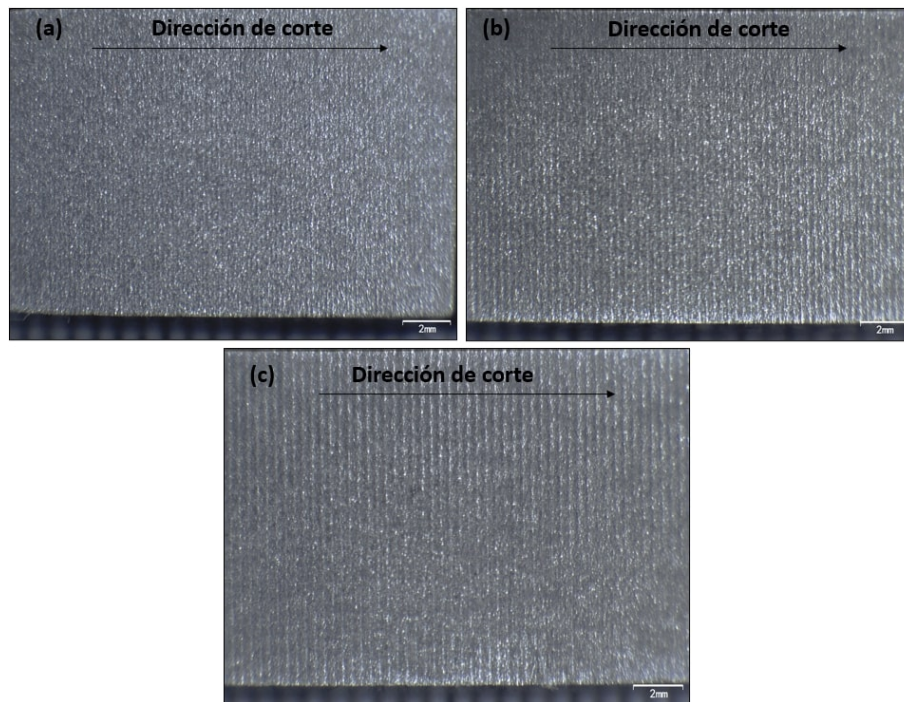 (a)
Dirección de corte
2mm
(b)
Dirección de corte
2mm
(c)
Dirección de corte
2mm